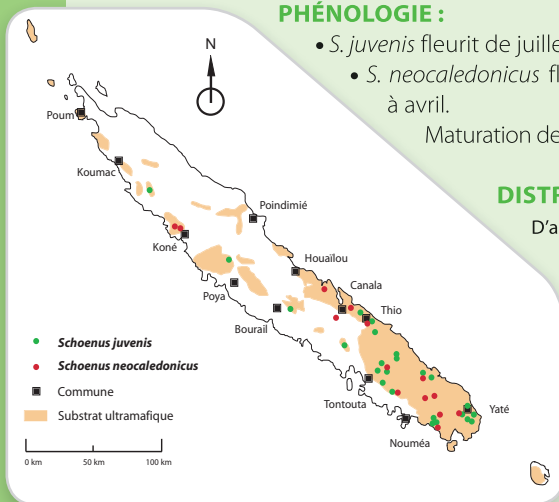 PHÉNOLOGIE :
• S. juvenis fleurit de juille
• S. neocaledonicus fl
à avril.
Maturation de
DISTR
D'a
N
Poum
Koumac
Poindimié
Koné
Houaïlou
Canala
Poya
Thio
Bourail
Schoenus juvenis
Schoenus neocaledonicus
Commune
Substrat ultramafique
Tontouta
Yaté
Nouméa
0 km 50 km 100 km